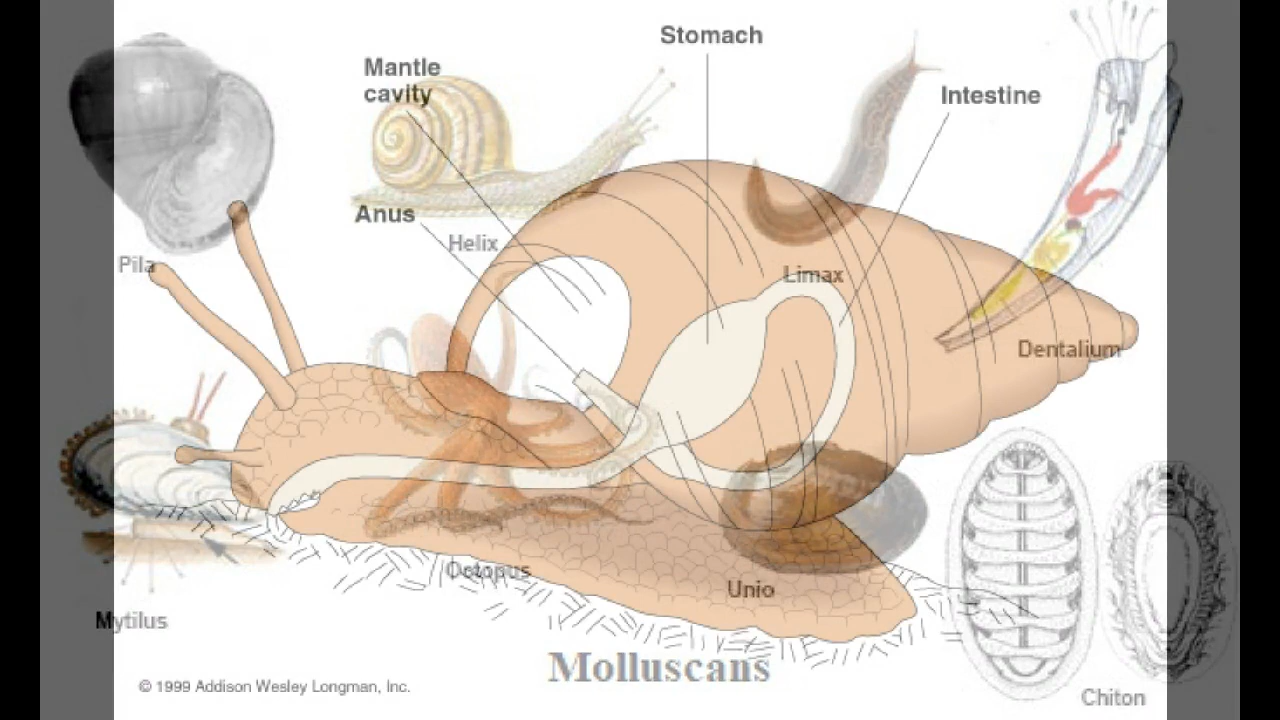 Stomach
Mantle
cavity
Intestine
Anus
Helix
Pila
Limax
Dentalium
Octopus
Unio
Mytilus
Molluscans
© 1999 Addison Wesley Longman, Inc.
Chiton